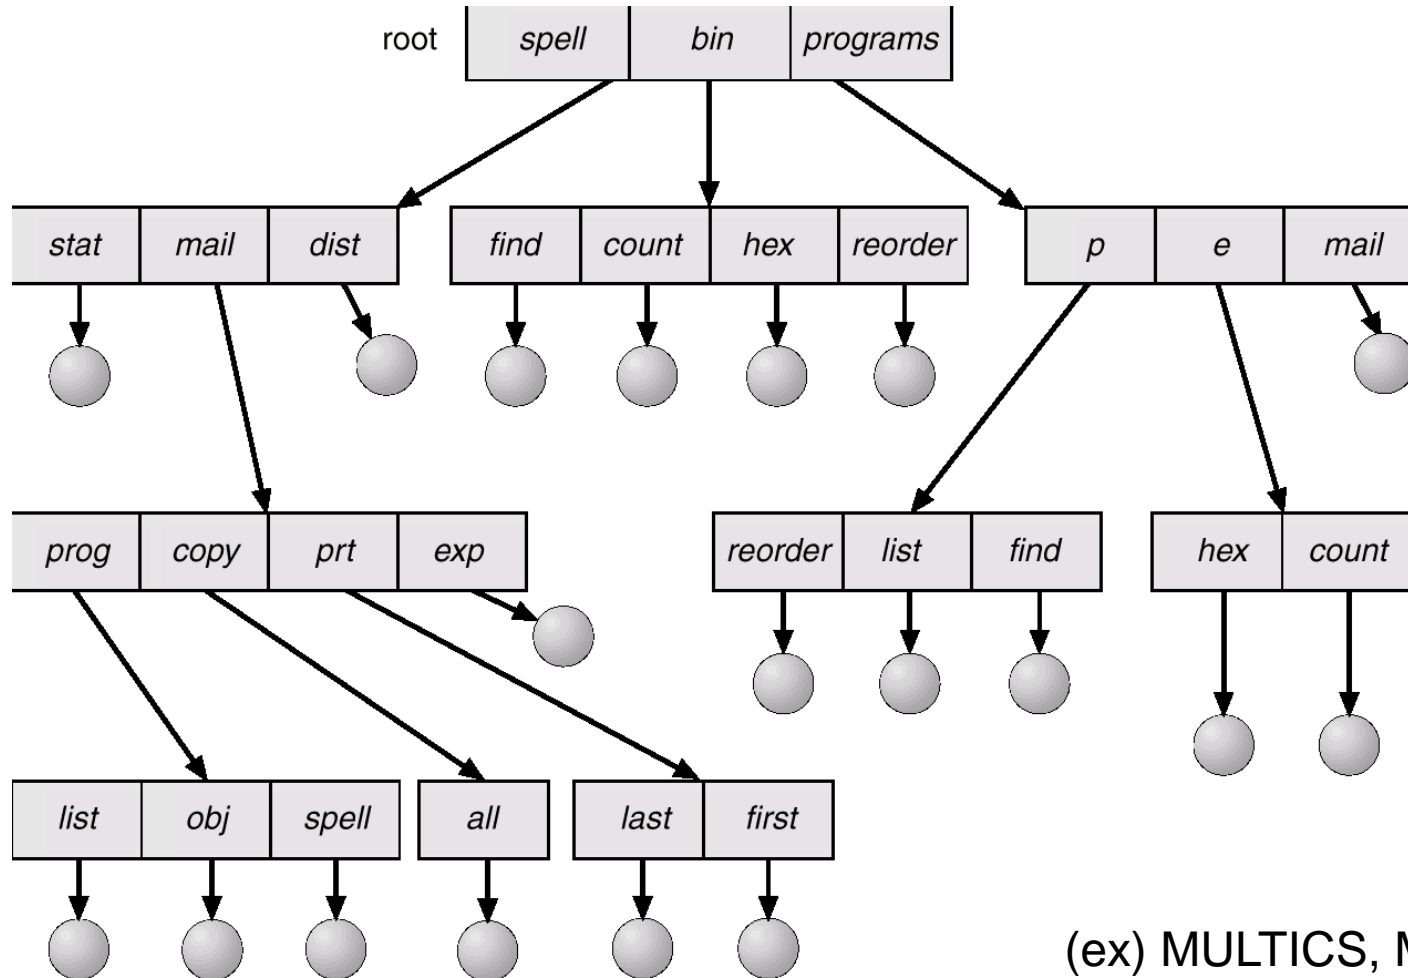 root spell bin programs
stat mail dist find count hex reorder p e mail
prog copy prt exp reorder list find hex count
list obj spell all last first
(ex) MULTICS,